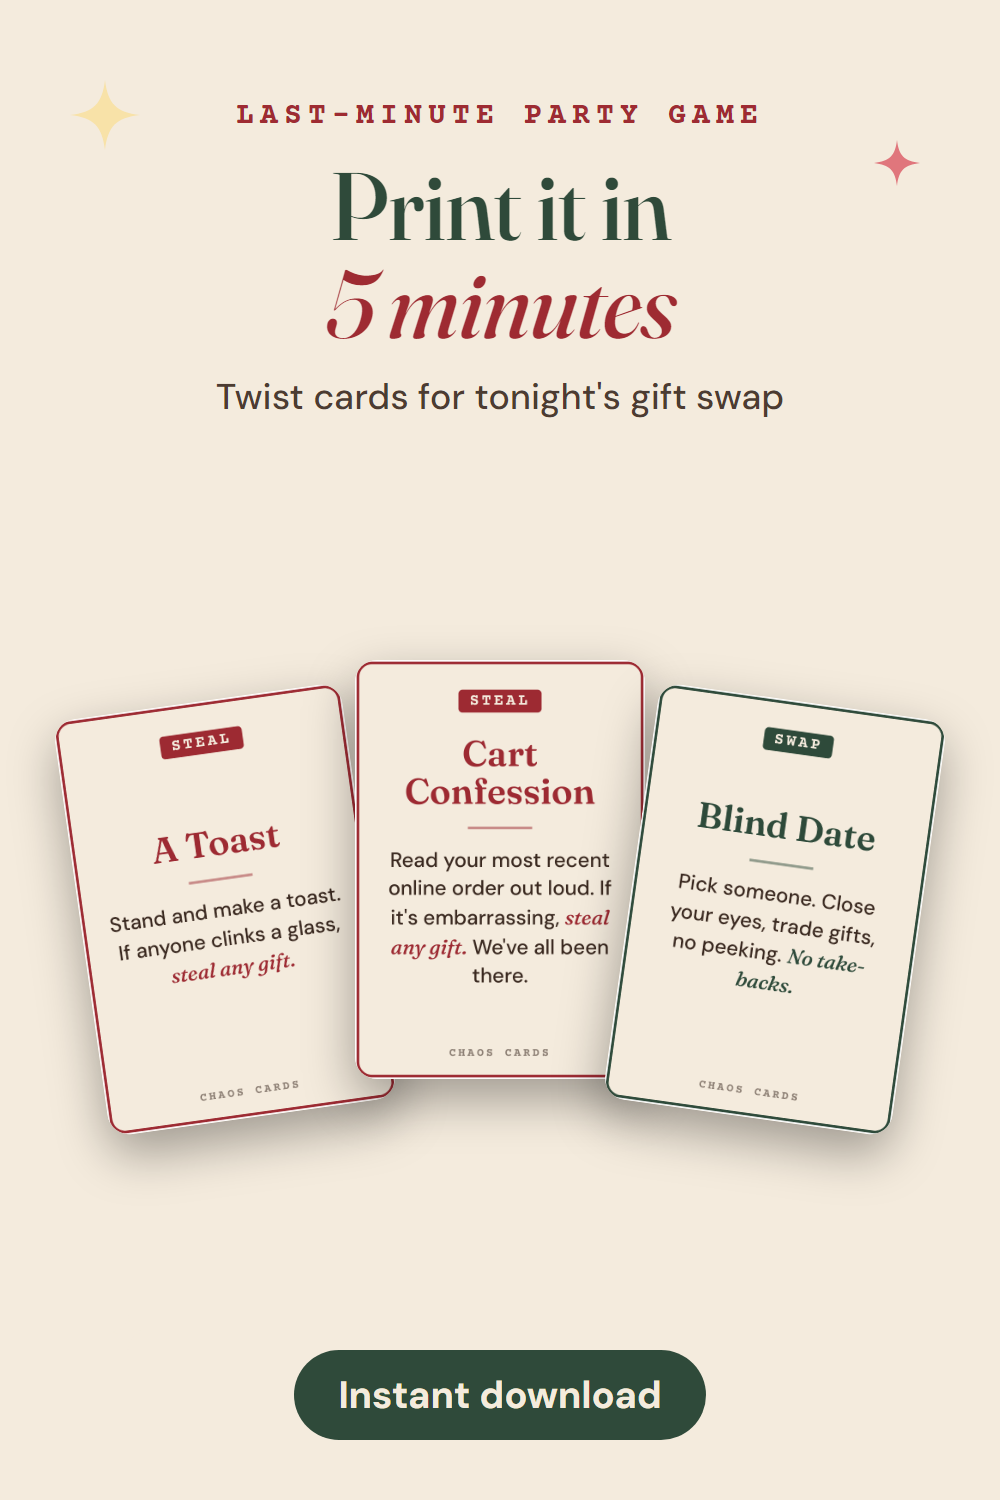 LAST-MINUTE PARTY GAME
Print it in
5 minutes
Twist cards for tonight's gift swap
STEAL
A Toast
Stand and make a toast.
If anyone clinks a glass,
steal any gift.
CHAOS CARDS
STEAL
Cart
Confession
Read your most recent
online order out loud. If
it's embarrassing, steal
any gift. We've all been
there.
CHAOS CARDS
SWAP
Blind Date
Pick someone. Close
your eyes, trade gifts,
no peeking. No take-
backs.
CHAOS CARDS
Instant download